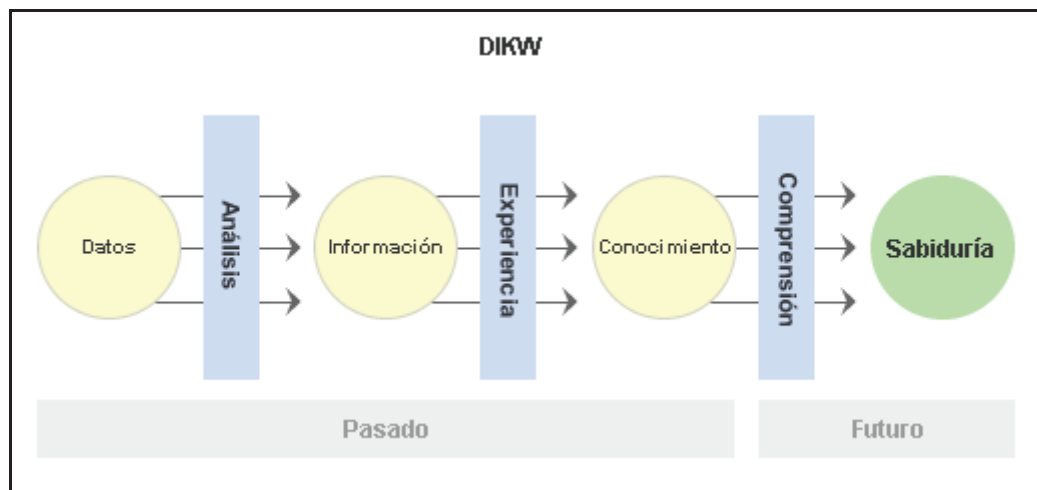 DIKW
Datos
Análisis
Información
Experiencia
Conocimiento
Comprensión
Sabiduría
Pasado
Futuro